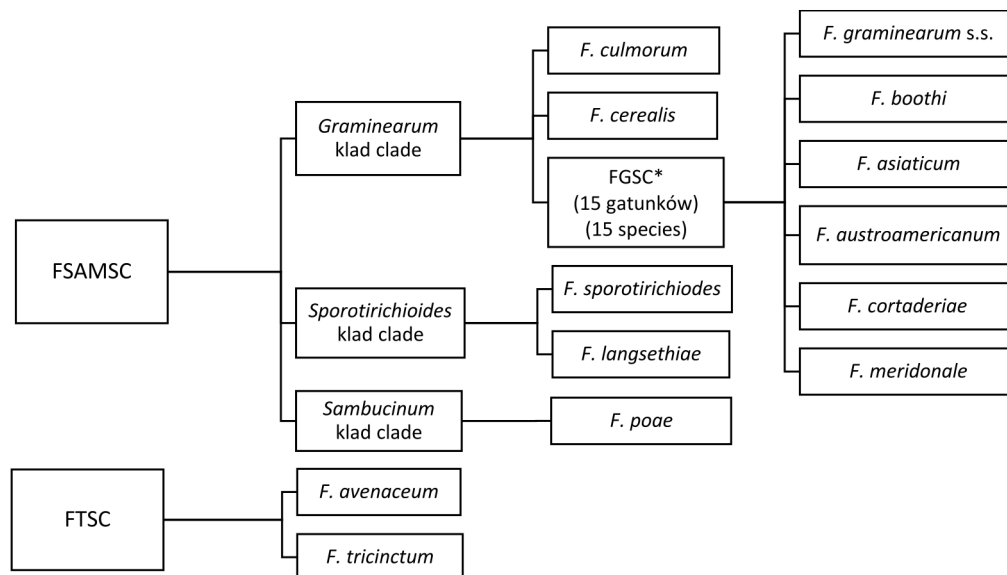 FSAMSC
Graminearum
klad clade
F. culmorum
F. cerealis
FGSC*
(15 gatunków)
(15 species)
F. graminearum s.s.
F. boothi
F. asiaticum
F. austroamericanum
F. cortaderiae
F. meridonale
Sporotirichioides
klad clade
F. sporotirichiodes
F. langsethiae
Sambucinum
klad clade
F. poae
FTSC
F. avenaceum
F. tricinctum